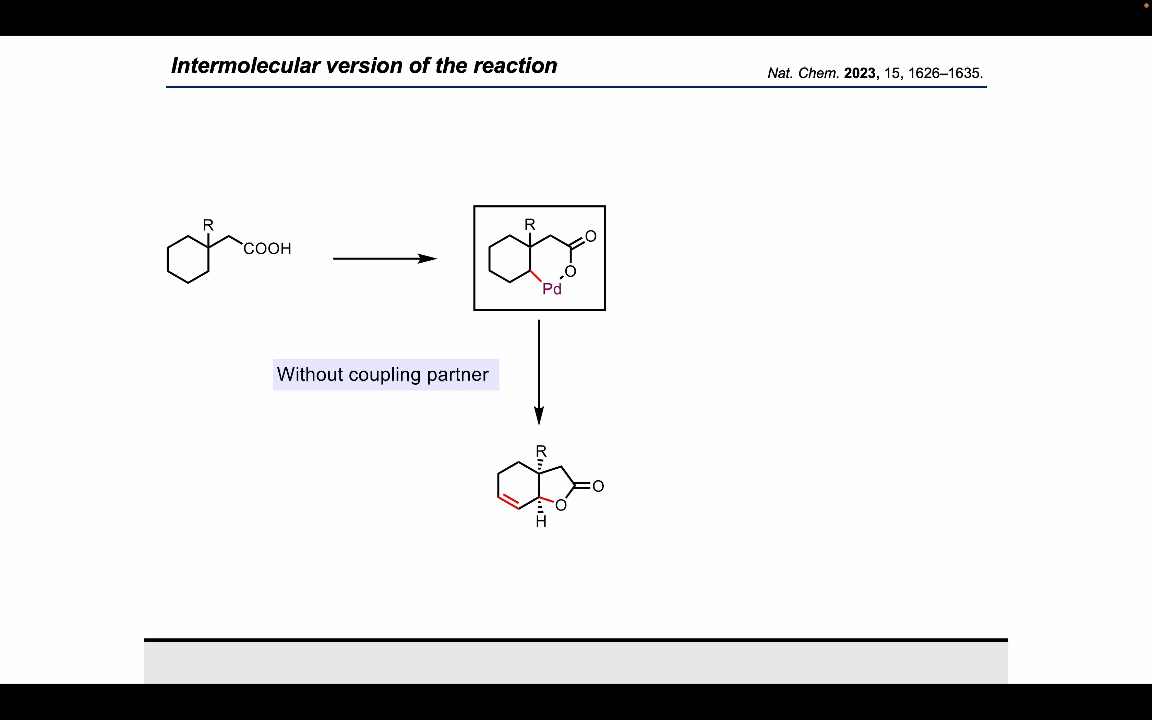 Intermolecular version of the reaction
Nat. Chem. 2023, 15, 1626–1635.
R
COOH
R
O
O
Pd
Without coupling partner
R
O
O
H